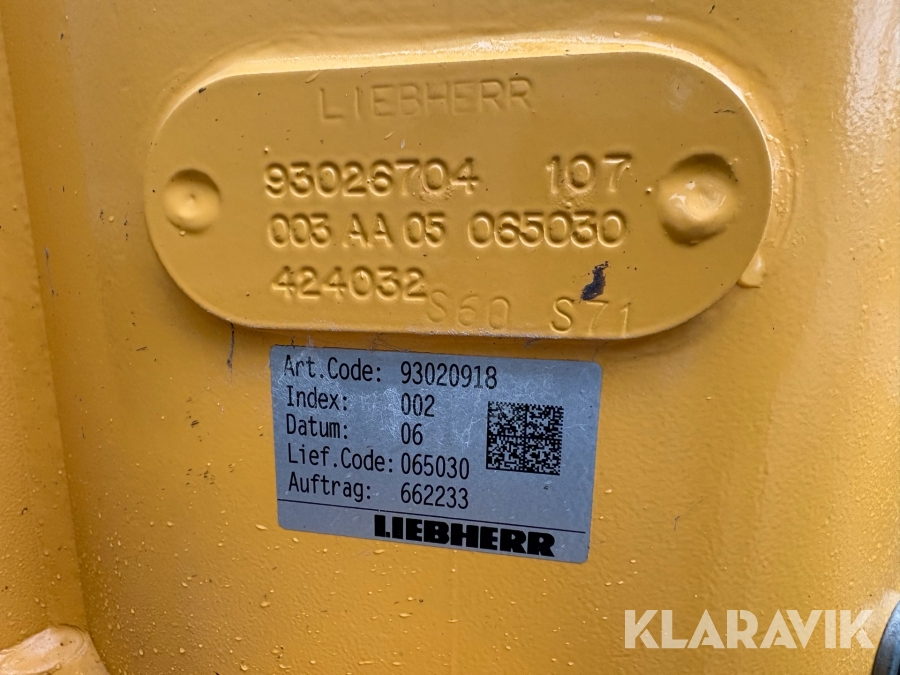 LIEBHERR
93026704 107
003 AA 05 065030
424032 S60 S71
Art.Code: 93020918
Index: 002
Datum: 06
Lief.Code: 065030
Auftrag: 662233
LIEBHERR
KLARAVIK